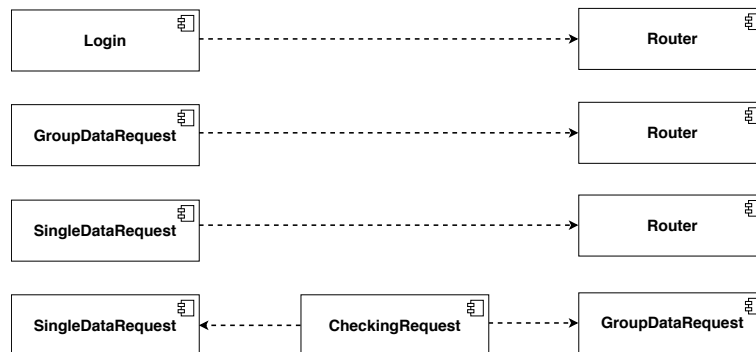 Login
Router
GroupDataRequest
Router
SingleDataRequest
Router
SingleDataRequest
CheckingRequest
GroupDataRequest